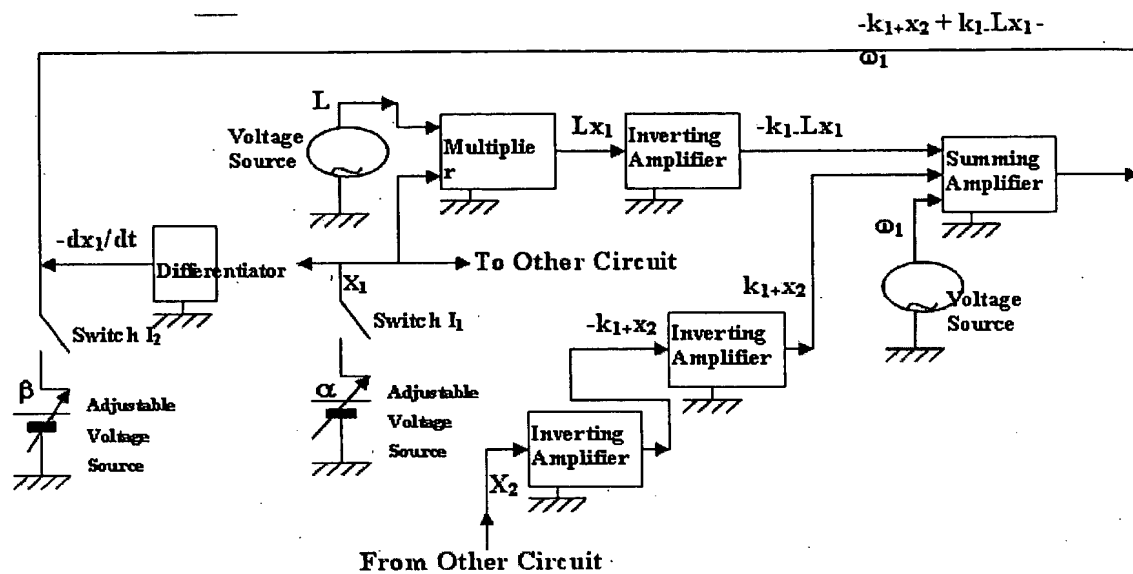 -k1+x2 + k1-Lx1 -
ω1
L
Voltage
Source
Multiplie
r
Lx1
Inverting
Amplifier
-k1-Lx1
Summing
Amplifier
ω1
Voltage
Source
-dx1/dt
Differentiator
X1
To Other Circuit
k1+x2
Switch I2
Switch I1
-k1+x2
Inverting
Amplifier
β
Adjustable
Voltage
Source
α
Adjustable
Voltage
Source
Inverting
Amplifier
X2
From Other Circuit